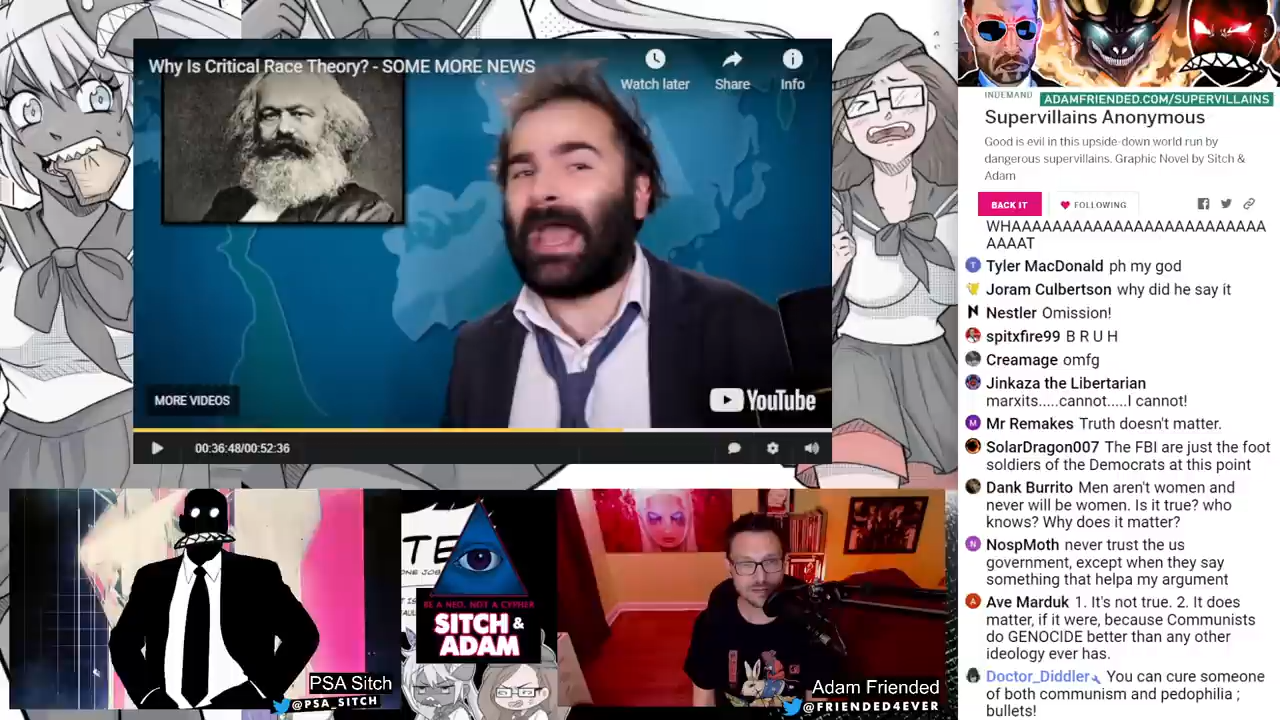 Why Is Critical Race Theory? - SOME MORE NEWS
Watch later
Share
Info
MORE VIDEOS
YouTube
00:36:48/00:52:36
BE A NEO, NOT A CYPHER
SITCH &
ADAM
PSA Sitch
@PSA_SITCH
Adam Friended
@FRIENDED4EVER
INDEMAND
ADAMFRIENDED.COM/SUPERVILLAINS
Supervillains Anonymous
Good is evil in this upside-down world run by
dangerous supervillains. Graphic Novel by Sitch &
Adam
BACK IT
FOLLOWING
WHAAAAAAAAAAAAAAAAAAAAAAAAA
AAAAT
Tyler MacDonald ph my god
Joram Culbertson why did he say it
Nestler Omission!
spitxfire99 B R U H
Creamage omfg
Jinkaza the Libertarian
marxits.....cannot.....I cannot!
Mr Remakes Truth doesn't matter.
SolarDragon007 The FBI are just the foot
soldiers of the Democrats at this point
Dank Burrito Men aren't women and
never will be women. Is it true? who
knows? Why does it matter?
NospMoth never trust the us
government, except when they say
something that helpa my argument
Ave Marduk 1. It's not true. 2. It does
matter, if it were, because Communists
do GENOCIDE better than any other
ideology ever has.
Doctor_Diddler You can cure someone
of both communism and pedophilia ;
bullets!